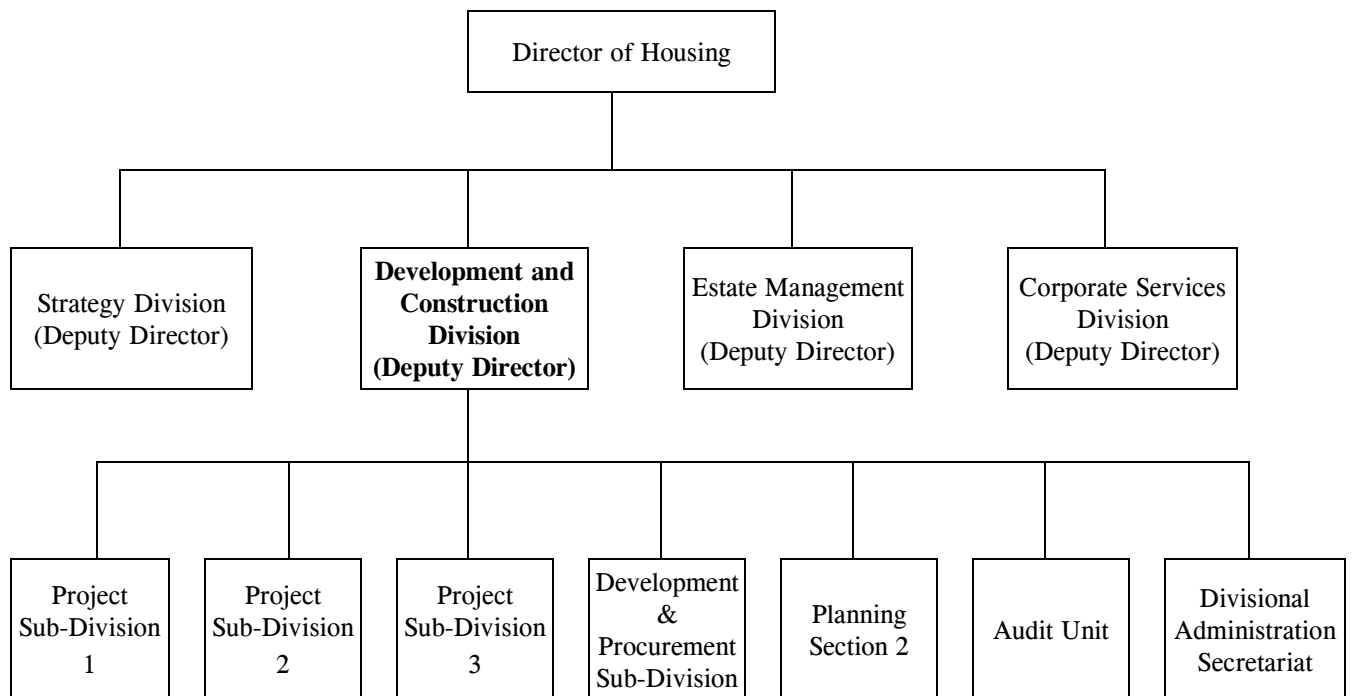 Director of Housing
Strategy Division
(Deputy Director)
Development and
Construction
Division
(Deputy Director)
Estate Management
Division
(Deputy Director)
Corporate Services
Division
(Deputy Director)
Project
Sub-Division
1
Project
Sub-Division
2
Project
Sub-Division
3
Development
&
Procurement
Sub-Division
Planning
Section 2
Audit Unit
Divisional
Administration
Secretariat